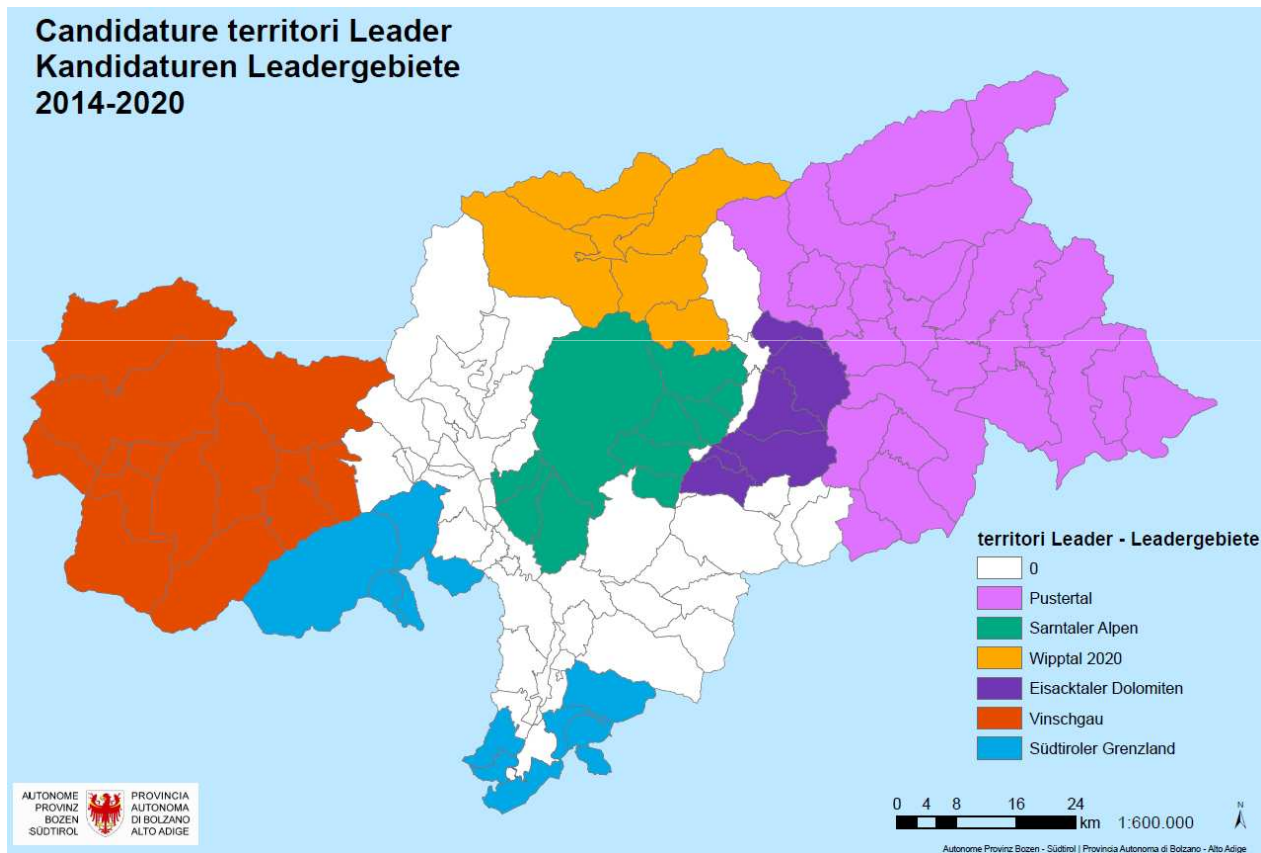 Candidature territori Leader
Kandidaturen Leadergebiete
2014-2020
territori Leader - Leadergebiete
0
Pustertal
Sarntaler Alpen
Wipptal 2020
Eisacktaler Dolomiten
Vinschgau
Südtiroler Grenzland
AUTONOME PROVINZ BOZEN SÜDTIROL
PROVINCIA AUTONOMA DI BOLZANO ALTO ADIGE
0 4 8 16 24
km 1:600.000
N
Autonome Provinz Bozen - Südtirol | Provincia Autonoma di Bolzano - Alto Adige